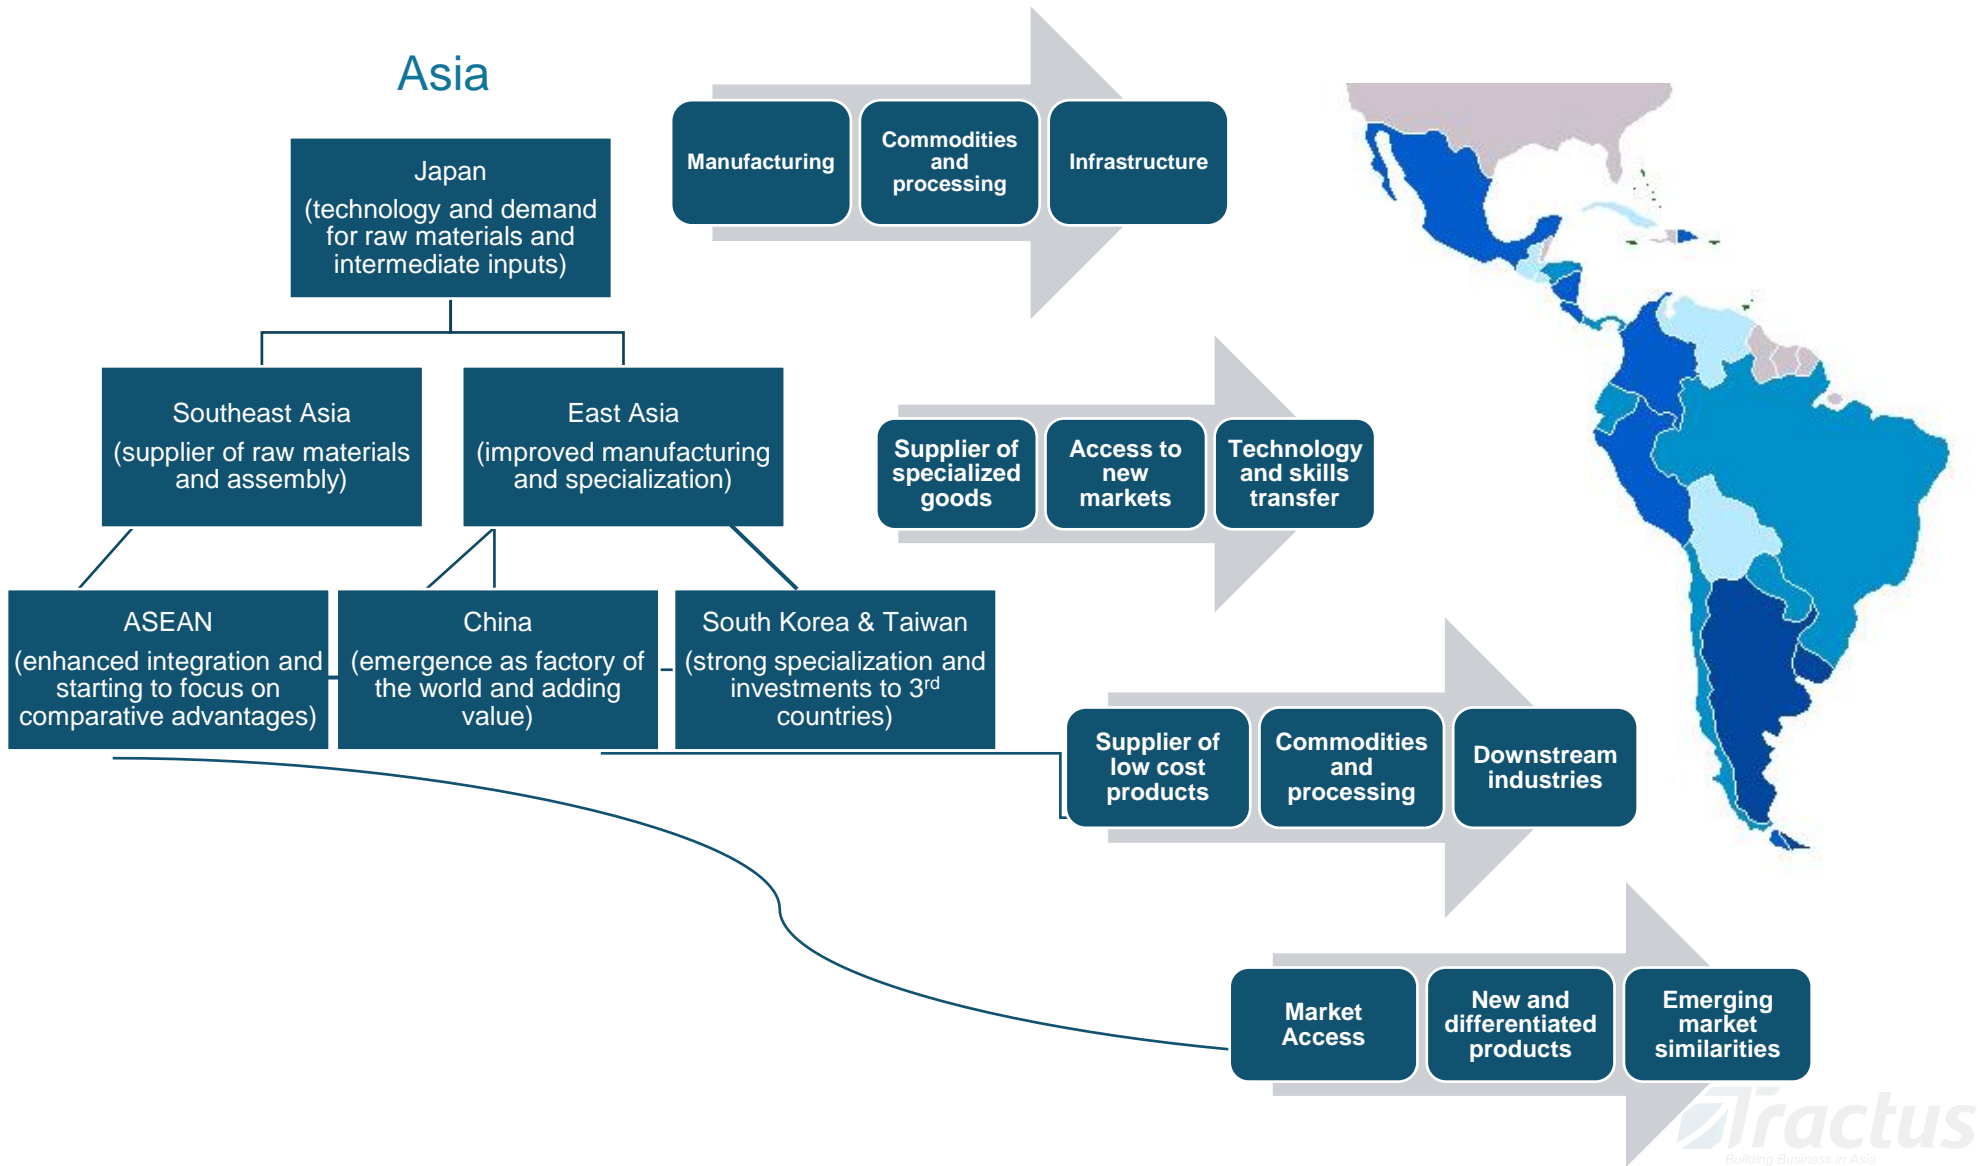 Asia
Japan
(technology and demand
for raw materials and
intermediate inputs)
Southeast Asia
(supplier of raw materials
and assembly)
East Asia
(improved manufacturing
and specialization)
ASEAN
(enhanced integration and
starting to focus on
comparative advantages)
China
(emergence as factory of
the world and adding
value)
South Korea & Taiwan
(strong specialization and
investments to 3rd
countries)
Manufacturing
Commodities
and
processing
Infrastructure
Supplier of
specialized
goods
Access to
new
markets
Technology
and skills
transfer
Supplier of
low cost
products
Commodities
and
processing
Downstream
industries
Market
Access
New and
differentiated
products
Emerging
market
similarities
Tractus
Building Business in Asia